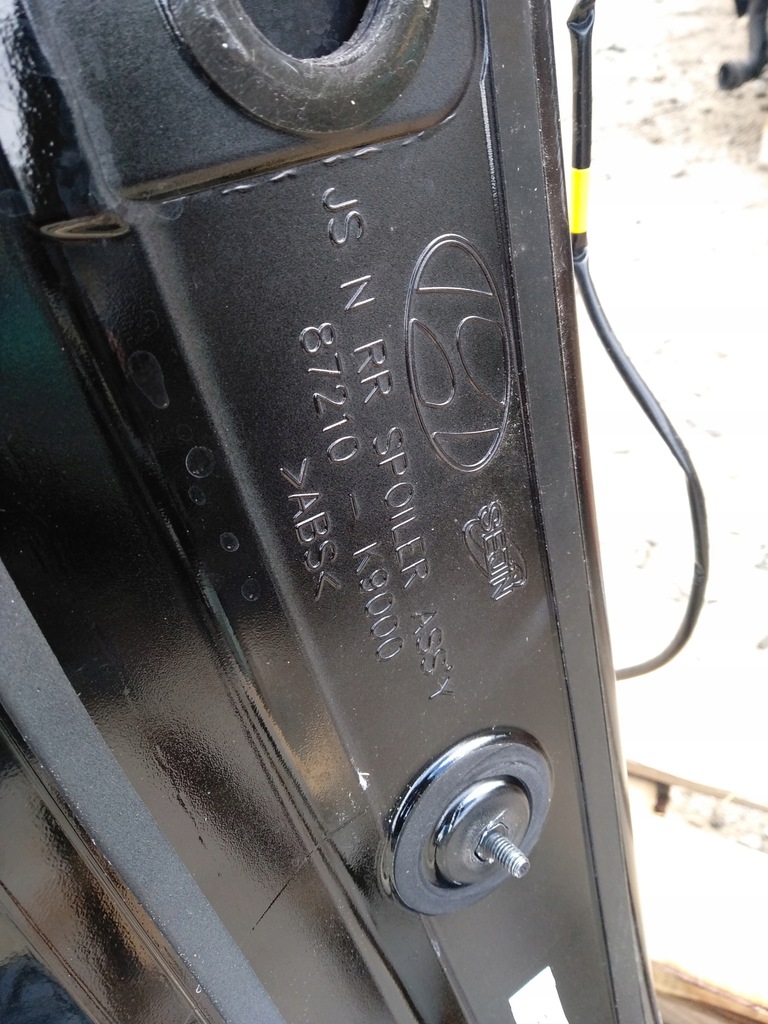 SEJIN
JS N RR SPOILER ASSY
87210 - K9000
>ABS<